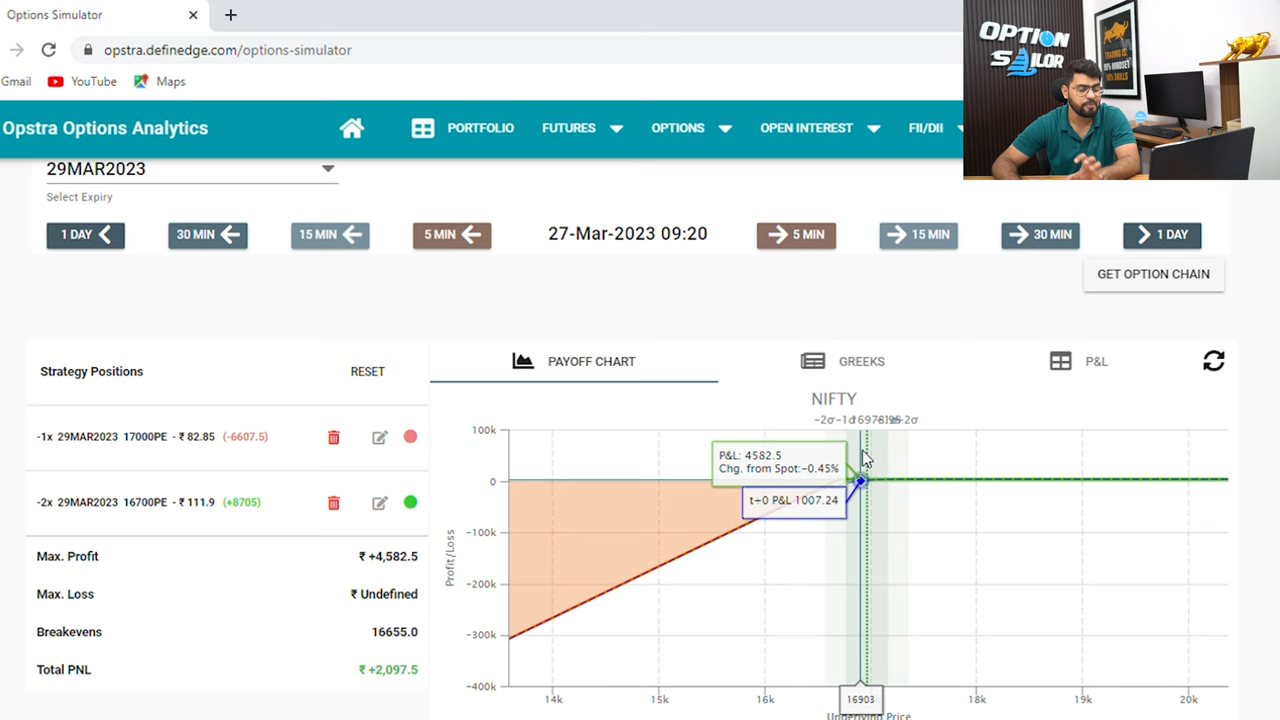 Options Simulator
opstra.definedge.com/options-simulator
Gmail YouTube Maps
OPTION
SAILOR
Opstra Options Analytics
PORTFOLIO FUTURES OPTIONS OPEN INTEREST FII/DII
29MAR2023
Select Expiry
1 DAY 30 MIN 15 MIN 5 MIN 27-Mar-2023 09:20 5 MIN 15 MIN 30 MIN 1 DAY
GET OPTION CHAIN
Strategy Positions RESET
PAYOFF CHART GREEKS P&L
-1x 29MAR2023 17000PE - ₹ 82.85 (-6607.5)
-2x 29MAR2023 16700PE - ₹ 111.9 (+8705)
Max. Profit ₹ +4,582.5
Max. Loss ₹ Undefined
Breakevens 16655.0
Total PNL ₹ +2,097.5
NIFTY
100k
0
-100k
-200k
-300k
-400k
Profit/Loss
P&L: 4582.5
Chg. from Spot:-0.45%
t+0 P&L 1007.24
14k 15k 16k 16903 18k 19k 20k
Underlying Price